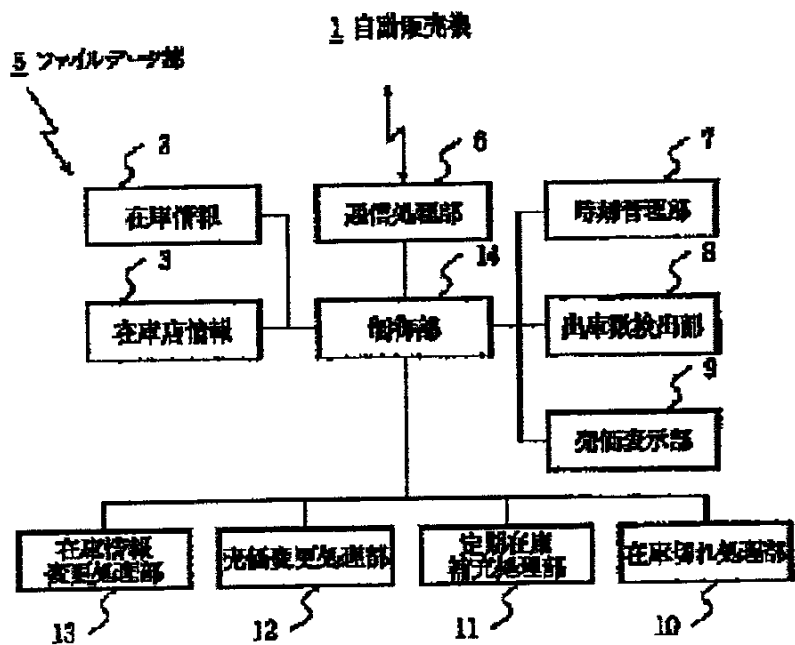 1 自動販売機
5 ファイルデータ部
2
6
7
在庫情報
通信処理部
時刻管理部
3
14
8
在庫店情報
制御部
出庫数検出部
9
売価表示部
在庫情報
変更処理部
売価変更処理部
定期在庫
補充処理部
在庫切れ処理部
13
12
11
10